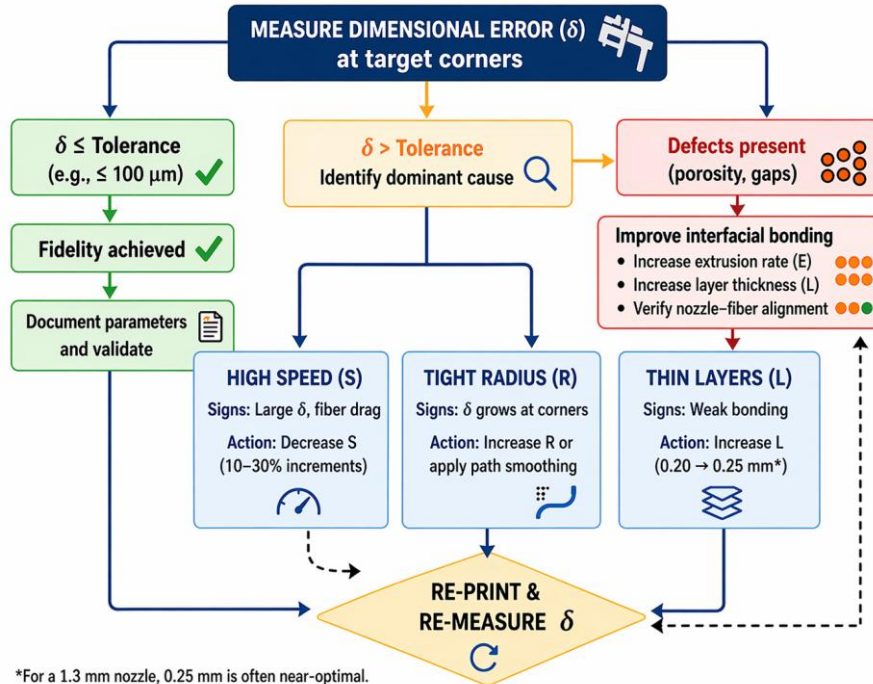 MEASURE DIMENSIONAL ERROR (δ)
at target corners
δ ≤ Tolerance
(e.g., ≤ 100 μm)
δ > Tolerance
Identify dominant cause
Defects present
(porosity, gaps)
Fidelity achieved
Improve interfacial bonding
• Increase extrusion rate (E)
• Increase layer thickness (L)
• Verify nozzle–fiber alignment
Document parameters
and validate
HIGH SPEED (S)
Signs: Large δ, fiber drag
Action: Decrease S
(10–30% increments)
TIGHT RADIUS (R)
Signs: δ grows at corners
Action: Increase R or
apply path smoothing
THIN LAYERS (L)
Signs: Weak bonding
Action: Increase L
(0.20 → 0.25 mm*)
RE-PRINT &
RE-MEASURE δ
*For a 1.3 mm nozzle, 0.25 mm is often near-optimal.